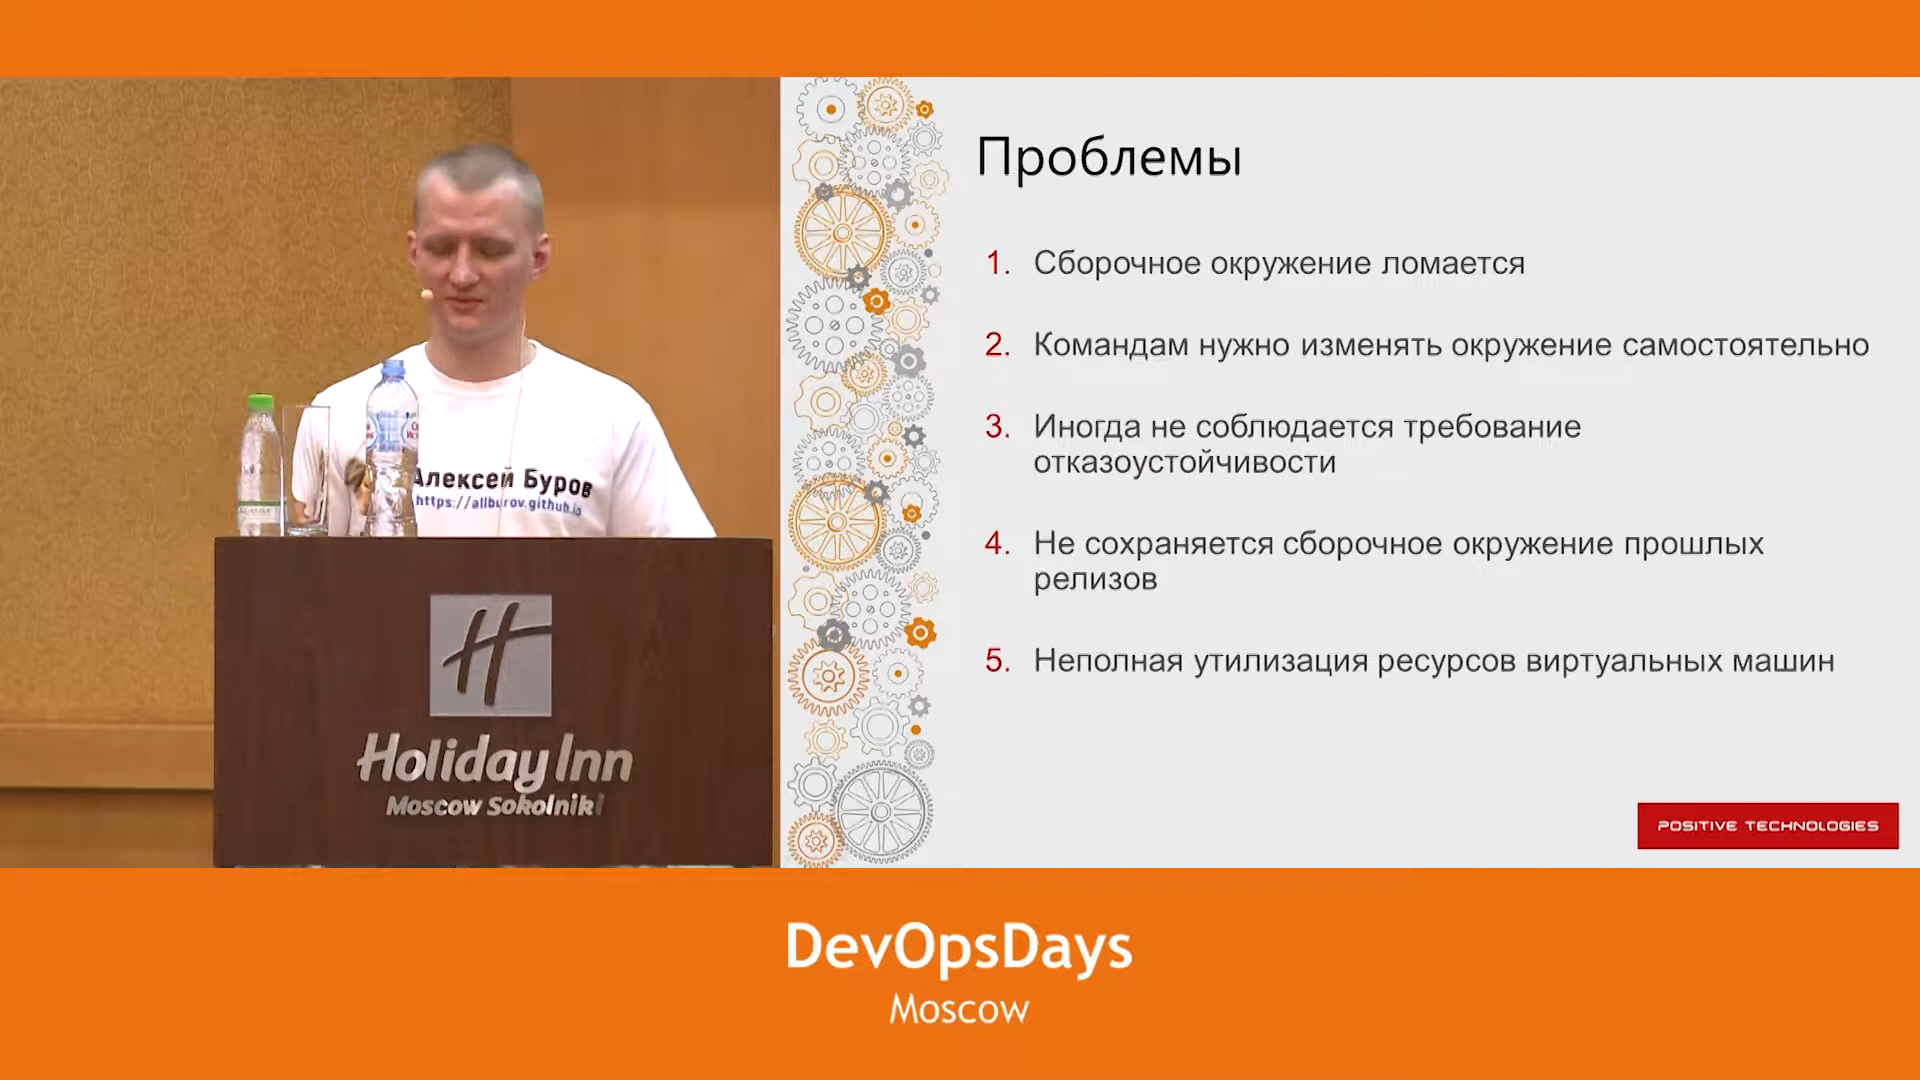 Алексей Буров
https://allburov.github.io
Holiday Inn
Moscow Sokolniki
Проблемы
1. Сборочное окружение ломается
2. Командам нужно изменять окружение самостоятельно
3. Иногда не соблюдается требование
отказоустойчивости
4. Не сохраняется сборочное окружение прошлых
релизов
5. Неполная утилизация ресурсов виртуальных машин
POSITIVE TECHNOLOGIES
DevOpsDays
Moscow